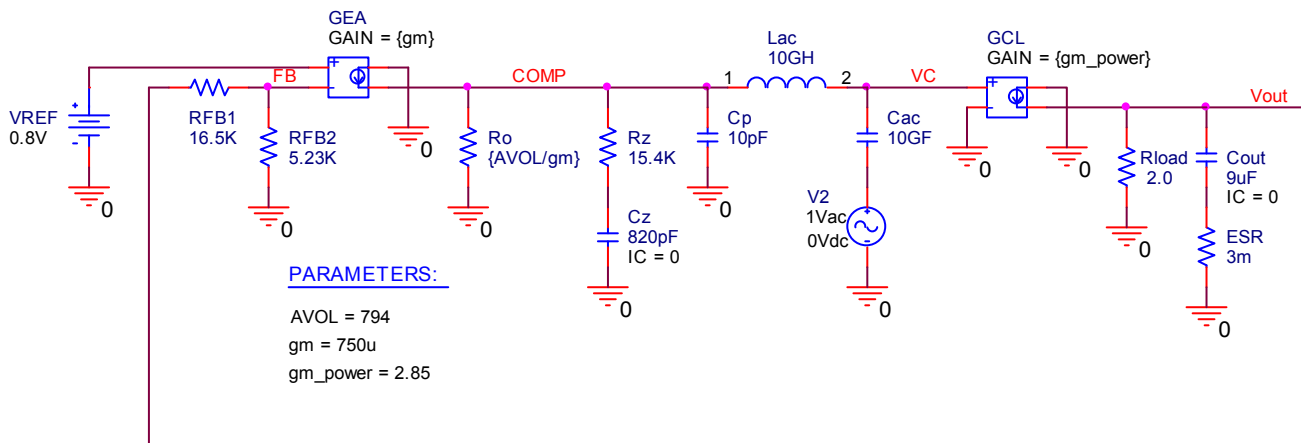 GEA
GAIN = {gm}
Lac
10GH
GCL
GAIN = {gm_power}
FB
COMP
1
2
VC
Vout
VREF
0.8V
RFB1
16.5K
RFB2
5.23K
0
Ro
{AVOL/gm}
Rz
15.4K
Cp
10pF
Cac
10GF
0
0
Rload
2.0
Cout
9uF
IC = 0
0
0
0
0
V2
1Vac
0Vdc
0
Cz
820pF
IC = 0
ESR
3m
PARAMETERS:
0
0
0
AVOL = 794
gm = 750u
gm_power = 2.85